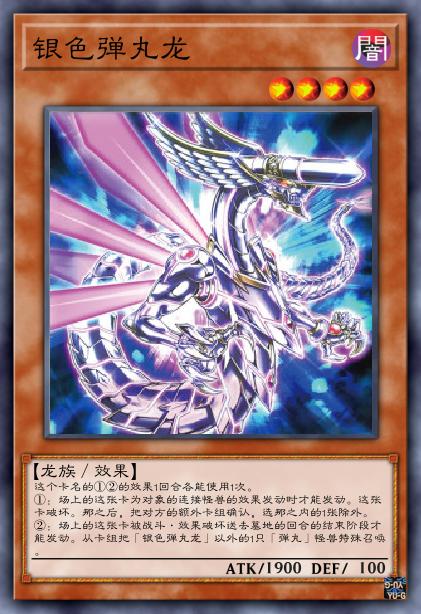 银色弹丸龙
闇
【龙族／效果】
这个卡名的①②的效果1回合各能使用1次。
①：场上的这张卡为对象的连接怪兽的效果发动时才能发动。这张
卡破坏。那之后，把对方的额外卡组确认，选那之内的1张除外。
②：场上的这张卡被战斗·效果破坏送去墓地的回合的结束阶段才
能发动。从卡组把「银色弹丸龙」以外的1只「弹丸」怪兽特殊召唤
。
ATK/1900 DEF/ 100